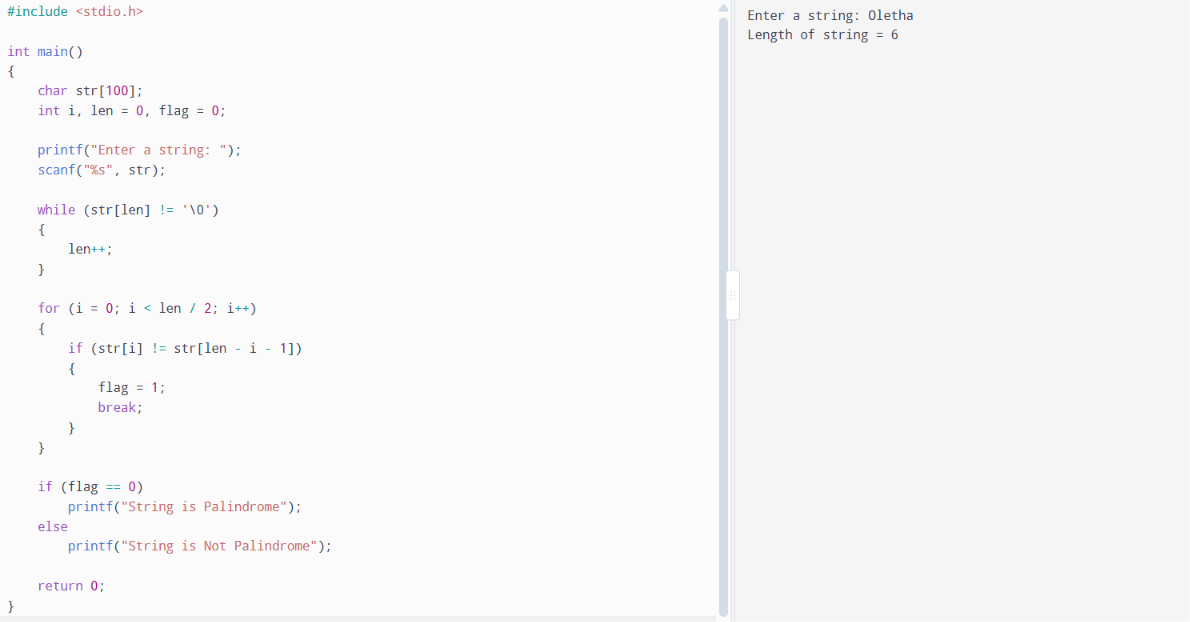 #include <stdio.h>
int main()
{
    char str[100];
    int i, len = 0, flag = 0;
    printf("Enter a string: ");
    scanf("%s", str);
    while (str[len] != '\0')
    {
        len++;
    }
    for (i = 0; i < len / 2; i++)
    {
        if (str[i] != str[len - i - 1])
        {
            flag = 1;
            break;
        }
    }
    if (flag == 0)
        printf("String is Palindrome");
    else
        printf("String is Not Palindrome");
    return 0;
}
Enter a string: Oletha
Length of string = 6